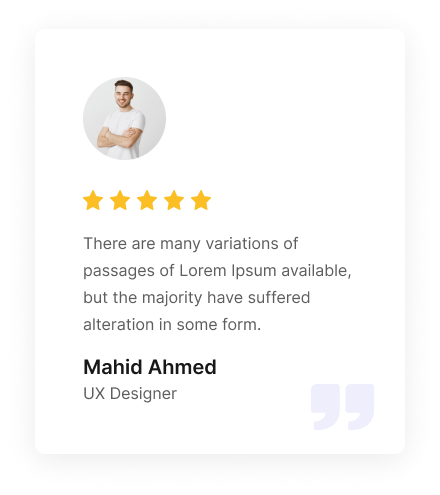 There are many variations of
passages of Lorem Ipsum available,
but the majority have suffered
alteration in some form.
Mahid Ahmed
UX Designer